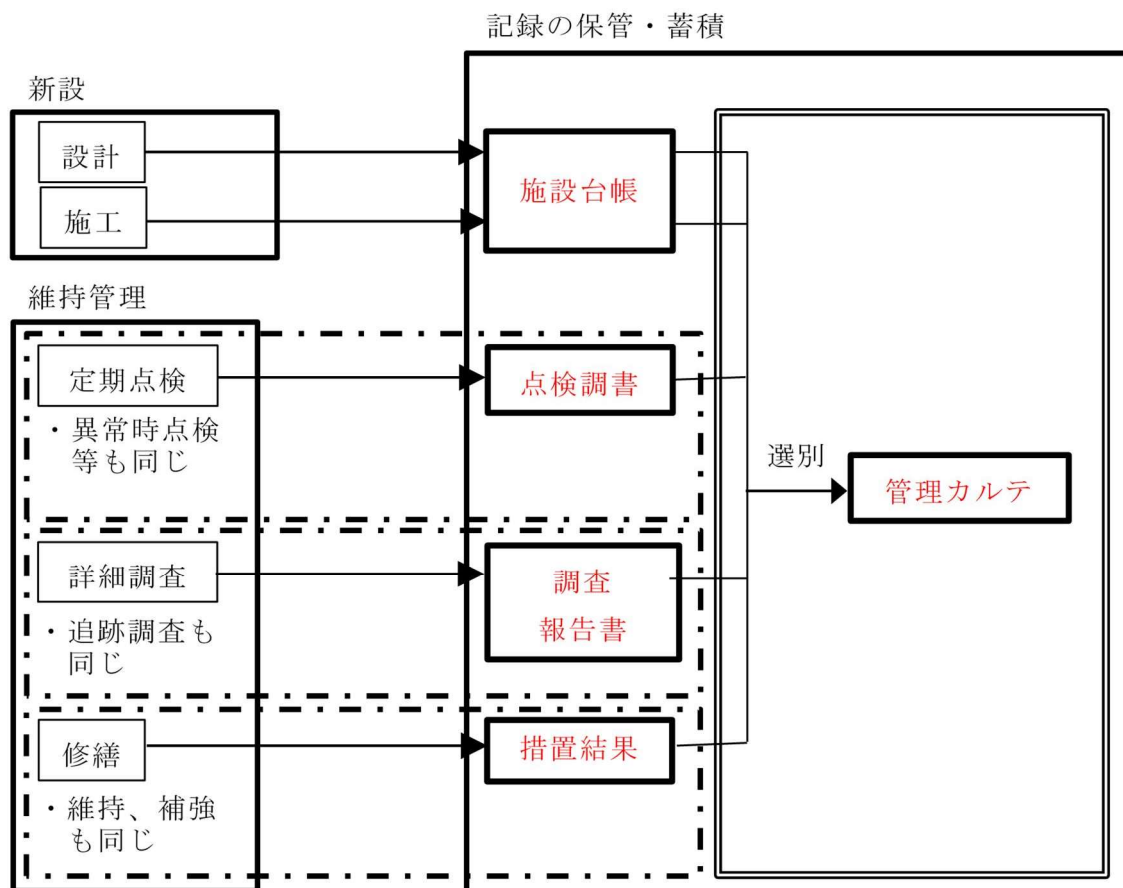 記録の保管・蓄積
新設
設計
施工
施設台帳
維持管理
定期点検
・異常時点検
等も同じ
点検調書
選別
管理カルテ
詳細調査
・追跡調査も
同じ
調査
報告書
修繕
・維持、補強
も同じ
措置結果